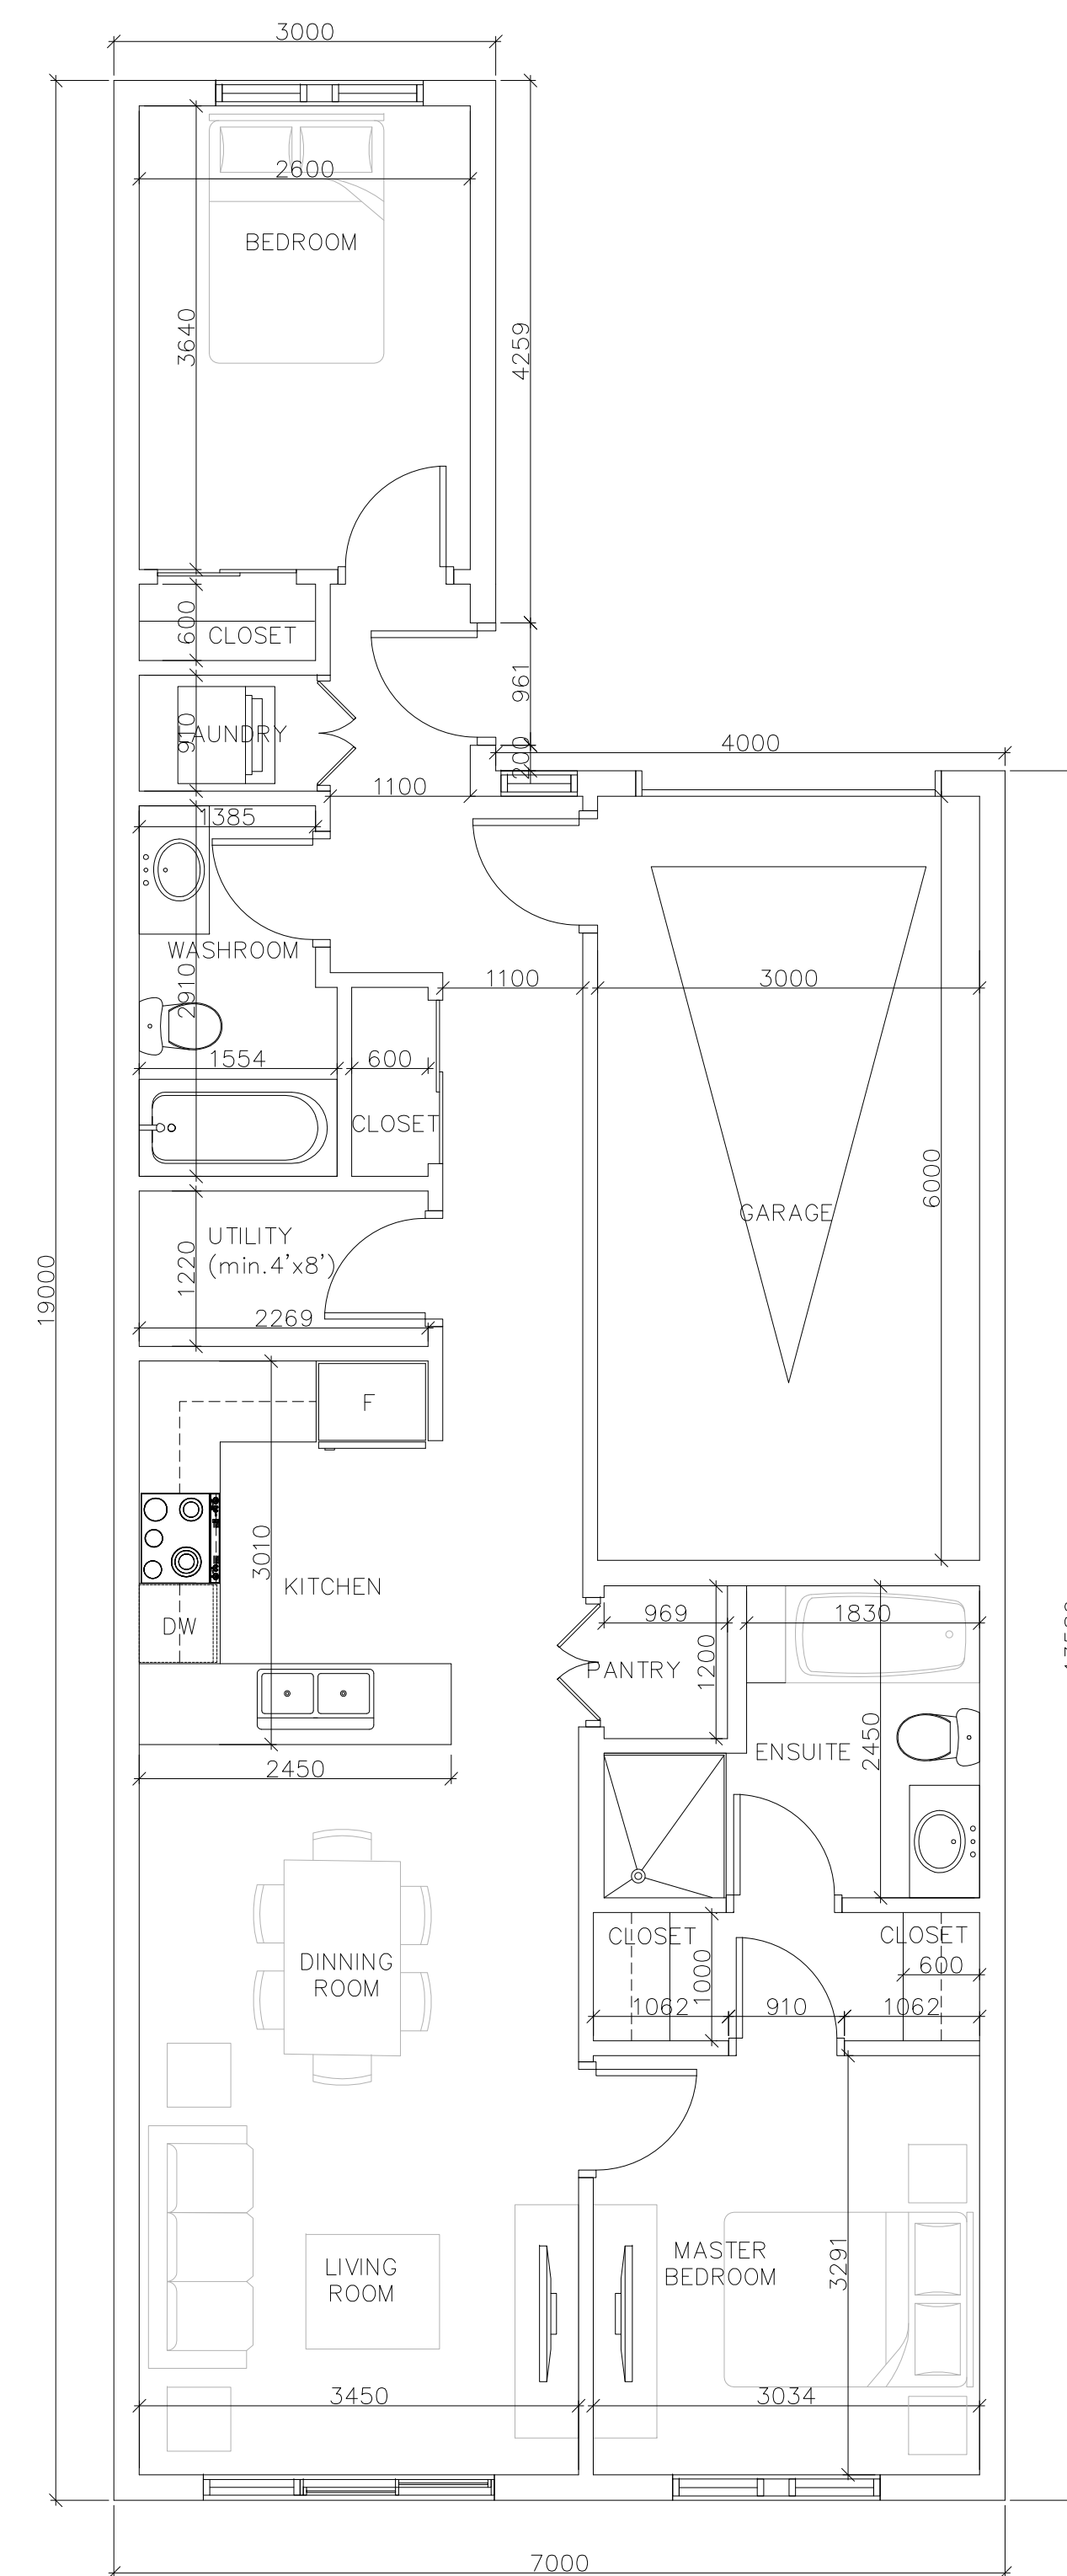 3000
2600
BEDROOM
3640
4259
600
CLOSET
961
910
LAUNDRY
200
4000
1100
1385
WASHROOM
2910
1100
3000
1554
600
CLOSET
6000
GARAGE
UTILITY
(min.4'x8')
1220
19000
2269
F
3010
KITCHEN
DW
969
1830
PANTRY
1200
2450
ENSUITE
2450
CLOSET
CLOSET
600
1000
1062
910
1062
DINNING
ROOM
MASTER
BEDROOM
3291
LIVING
ROOM
3450
3034
7000